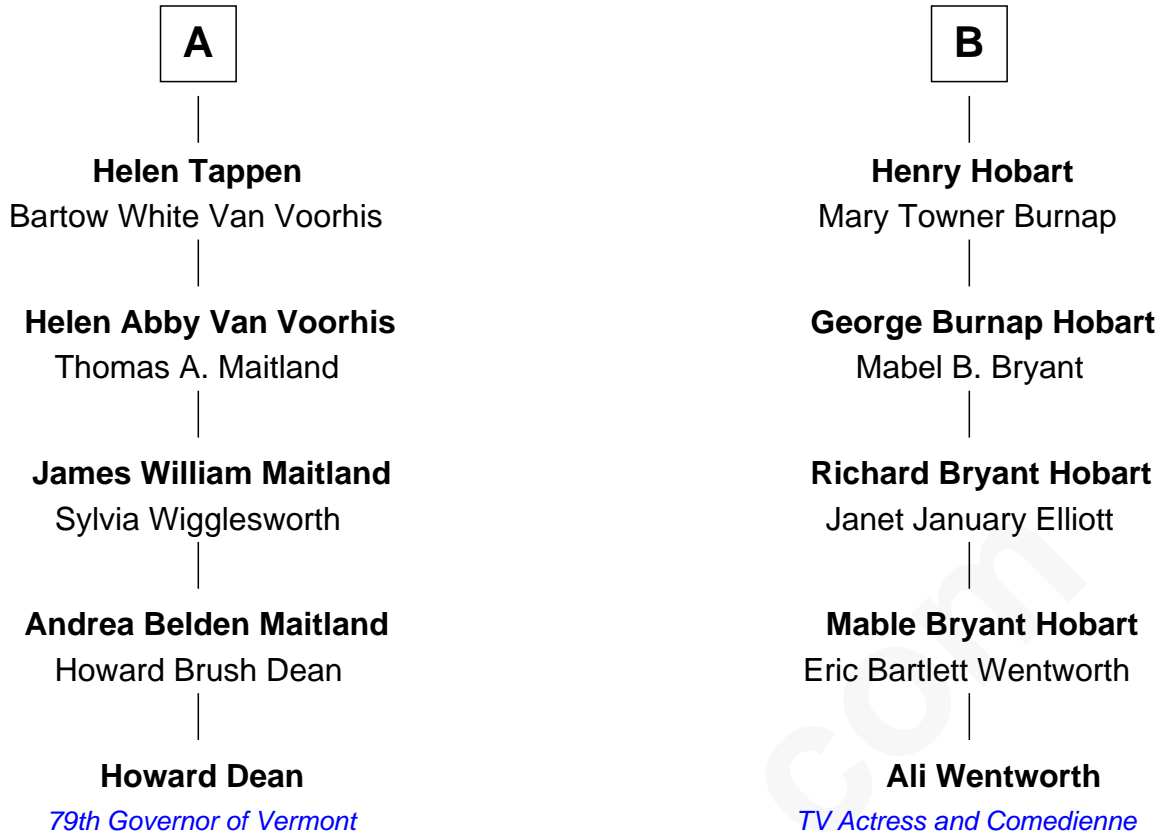 A
Helen Tappen
Bartow White Van Voorhis
Helen Abby Van Voorhis
Thomas A. Maitland
James William Maitland
Sylvia Wigglesworth
Andrea Belden Maitland
Howard Brush Dean
Howard Dean
79th Governor of Vermont
B
Henry Hobart
Mary Towner Burnap
George Burnap Hobart
Mabel B. Bryant
Richard Bryant Hobart
Janet January Elliott
Mable Bryant Hobart
Eric Bartlett Wentworth
Ali Wentworth
TV Actress and Comedienne
com